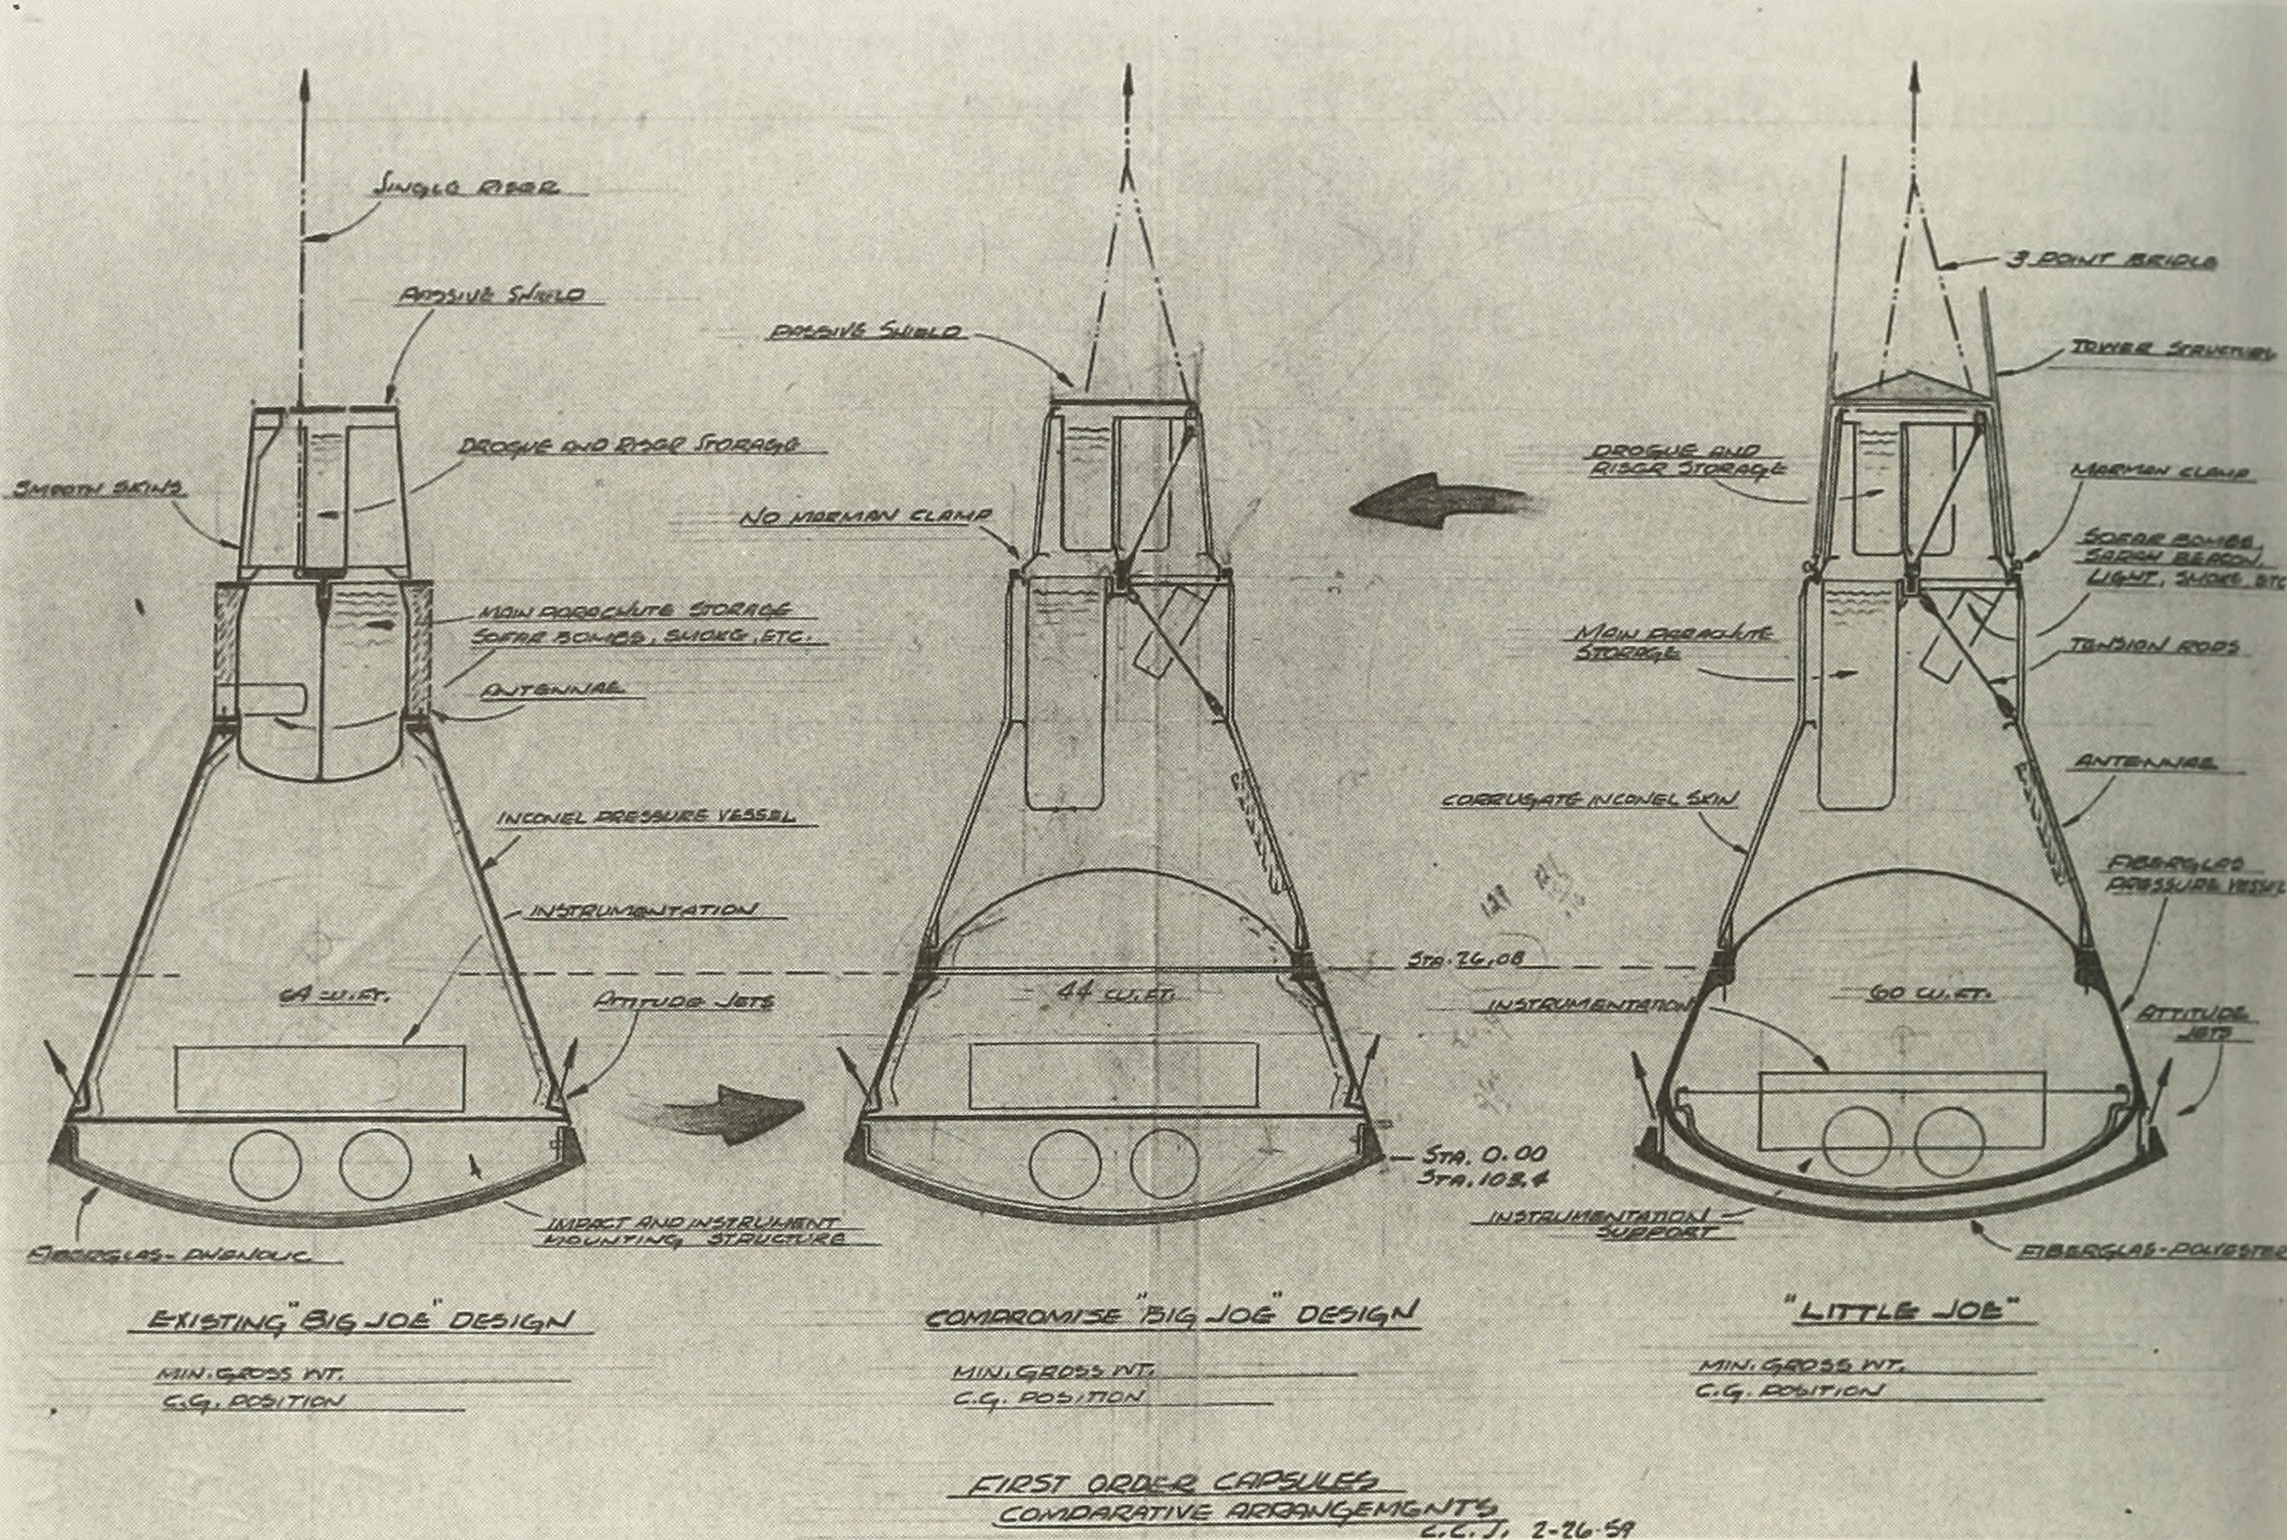 SINGLE RISER
PASSIVE SHIELD
DROGUE AND RISER STORAGE
SMOOTH SKINS
MAIN PARACHUTE STORAGE
SOFAR BOMBS, SMOKE, ETC.
ANTENNAE
INCONEL PRESSURE VESSEL
INSTRUMENTATION
64 CU. FT.
ATTITUDE JETS
IMPACT AND INSTRUMENT
MOUNTING STRUCTURE
FIBERGLAS-PHENOLIC
EXISTING "BIG JOE" DESIGN
MIN. GROSS WT.
C.G. POSITION
PASSIVE SHIELD
NO MARMAN CLAMP
44 CU. FT.
STA. 26.08
STA. 0.00
STA. 103.4
COMPROMISE "BIG JOE" DESIGN
MIN. GROSS WT.
C.G. POSITION
3 POINT BRIDLE
TOWER STRUCTURE
DROGUE AND
RISER STORAGE
MARMAN CLAMP
SOFAR BOMBS,
SARAH BEACON,
LIGHT, SMOKE, ETC
MAIN PARACHUTE
STORAGE
TENSION RODS
ANTENNAE
CORRUGATE INCONEL SKIN
129
FIBERGLAS
PRESSURE VESSEL
INSTRUMENTATION
60 CU. FT.
ATTITUDE
JETS
INSTRUMENTATION
SUPPORT
FIBERGLAS-POLYESTER
"LITTLE JOE"
MIN. GROSS WT.
C.G. POSITION
FIRST ORDER CAPSULES
COMPARATIVE ARRANGEMENTS
C.C.J. 2-26-59